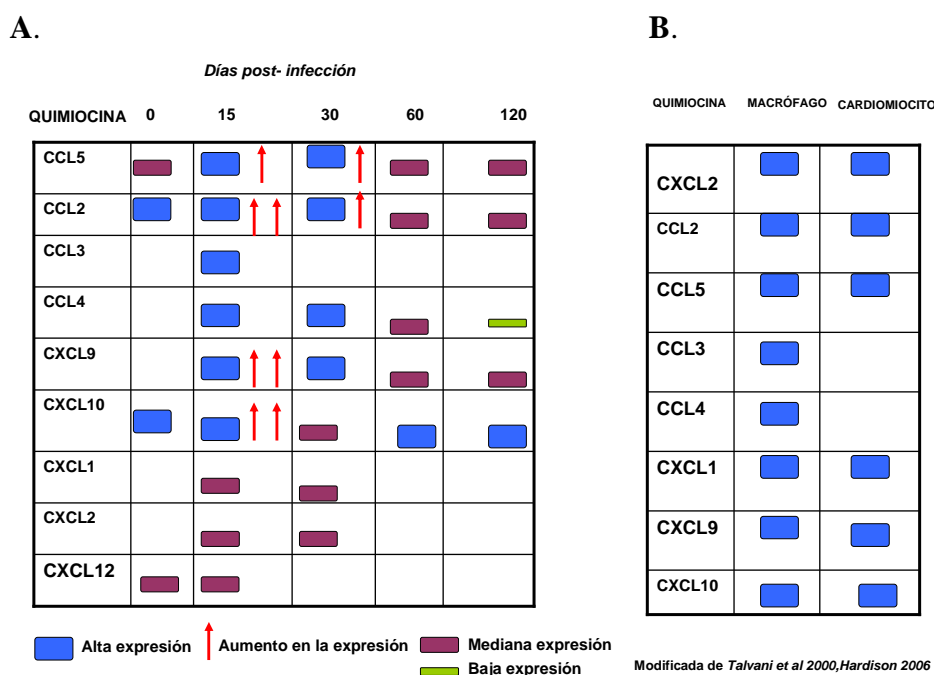 A.
B.
Días post- infección
QUIMIOCINA 0 15 30 60 120
CCL5
CCL2
CCL3
CCL4
CXCL9
CXCL10
CXCL1
CXCL2
CXCL12
Alta expresión
Aumento en la expresión
Mediana expresión
Baja expresión
QUIMIOCINA MACRÓFAGO CARDIOMIOCITO
CXCL2
CCL2
CCL5
CCL3
CCL4
CXCL1
CXCL9
CXCL10
Modificada de Talvani et al 2000,Hardison 2006